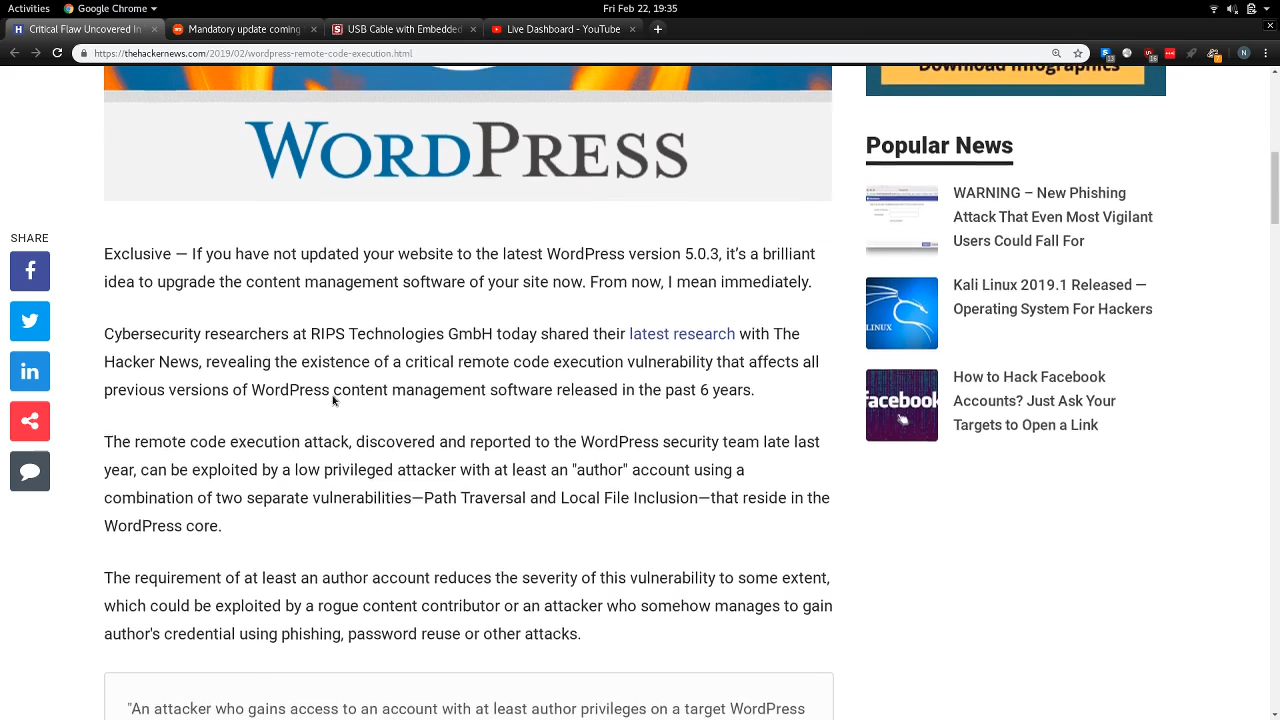 Activities
Google Chrome
Fri Feb 22, 19:35
Critical Flaw Uncovered In
Mandatory update coming
USB Cable with Embedded
Live Dashboard - YouTube
https://thehackernews.com/2019/02/wordpress-remote-code-execution.html
Download Infographics
WORDPRESS
Popular News
WARNING – New Phishing
Attack That Even Most Vigilant
Users Could Fall For
LINUX
Kali Linux 2019.1 Released —
Operating System For Hackers
facebook
How to Hack Facebook
Accounts? Just Ask Your
Targets to Open a Link
SHARE
Exclusive — If you have not updated your website to the latest WordPress version 5.0.3, it’s a brilliant
idea to upgrade the content management software of your site now. From now, I mean immediately.
Cybersecurity researchers at RIPS Technologies GmbH today shared their latest research with The
Hacker News, revealing the existence of a critical remote code execution vulnerability that affects all
previous versions of WordPress content management software released in the past 6 years.
The remote code execution attack, discovered and reported to the WordPress security team late last
year, can be exploited by a low privileged attacker with at least an "author" account using a
combination of two separate vulnerabilities—Path Traversal and Local File Inclusion—that reside in the
WordPress core.
The requirement of at least an author account reduces the severity of this vulnerability to some extent,
which could be exploited by a rogue content contributor or an attacker who somehow manages to gain
author's credential using phishing, password reuse or other attacks.
"An attacker who gains access to an account with at least author privileges on a target WordPress